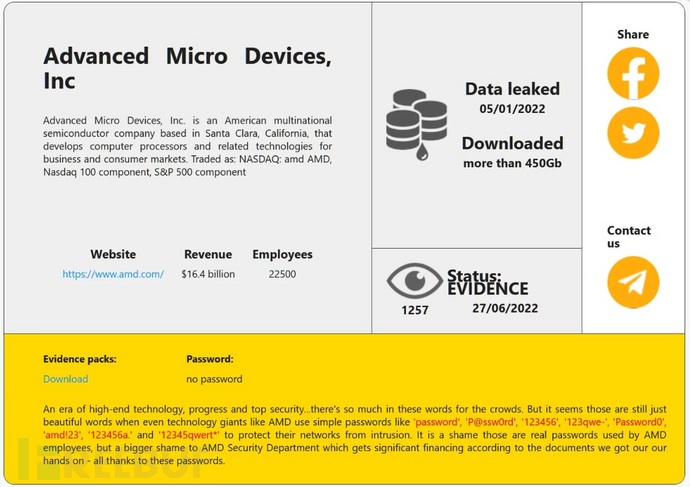 Advanced Micro Devices,
Inc
Advanced Micro Devices, Inc. is an American multinational
semiconductor company based in Santa Clara, California, that
develops computer processors and related technologies for
business and consumer markets. Traded as: NASDAQ: amd AMD,
Nasdaq 100 component, S&P 500 component
Website Revenue Employees
https://www.amd.com/ $16.4 billion 22500
Data leaked
05/01/2022
Downloaded
more than 450Gb
Status:
EVIDENCE
1257 27/06/2022
Share
Contact
us
Evidence packs: Password:
Download no password
An era of high-end technology, progress and top security...there's so much in these words for the crowds. But it seems those are still just
beautiful words when even technology giants like AMD use simple passwords like 'password', 'P@ssw0rd', '123456', '123qwe-', 'Password0',
'amd!23', '123456a.' and '12345qwert*' to protect their networks from intrusion. It is a shame those are real passwords used by AMD
employees, but a bigger shame to AMD Security Department which gets significant financing according to the documents we got our our
hands on - all thanks to these passwords.